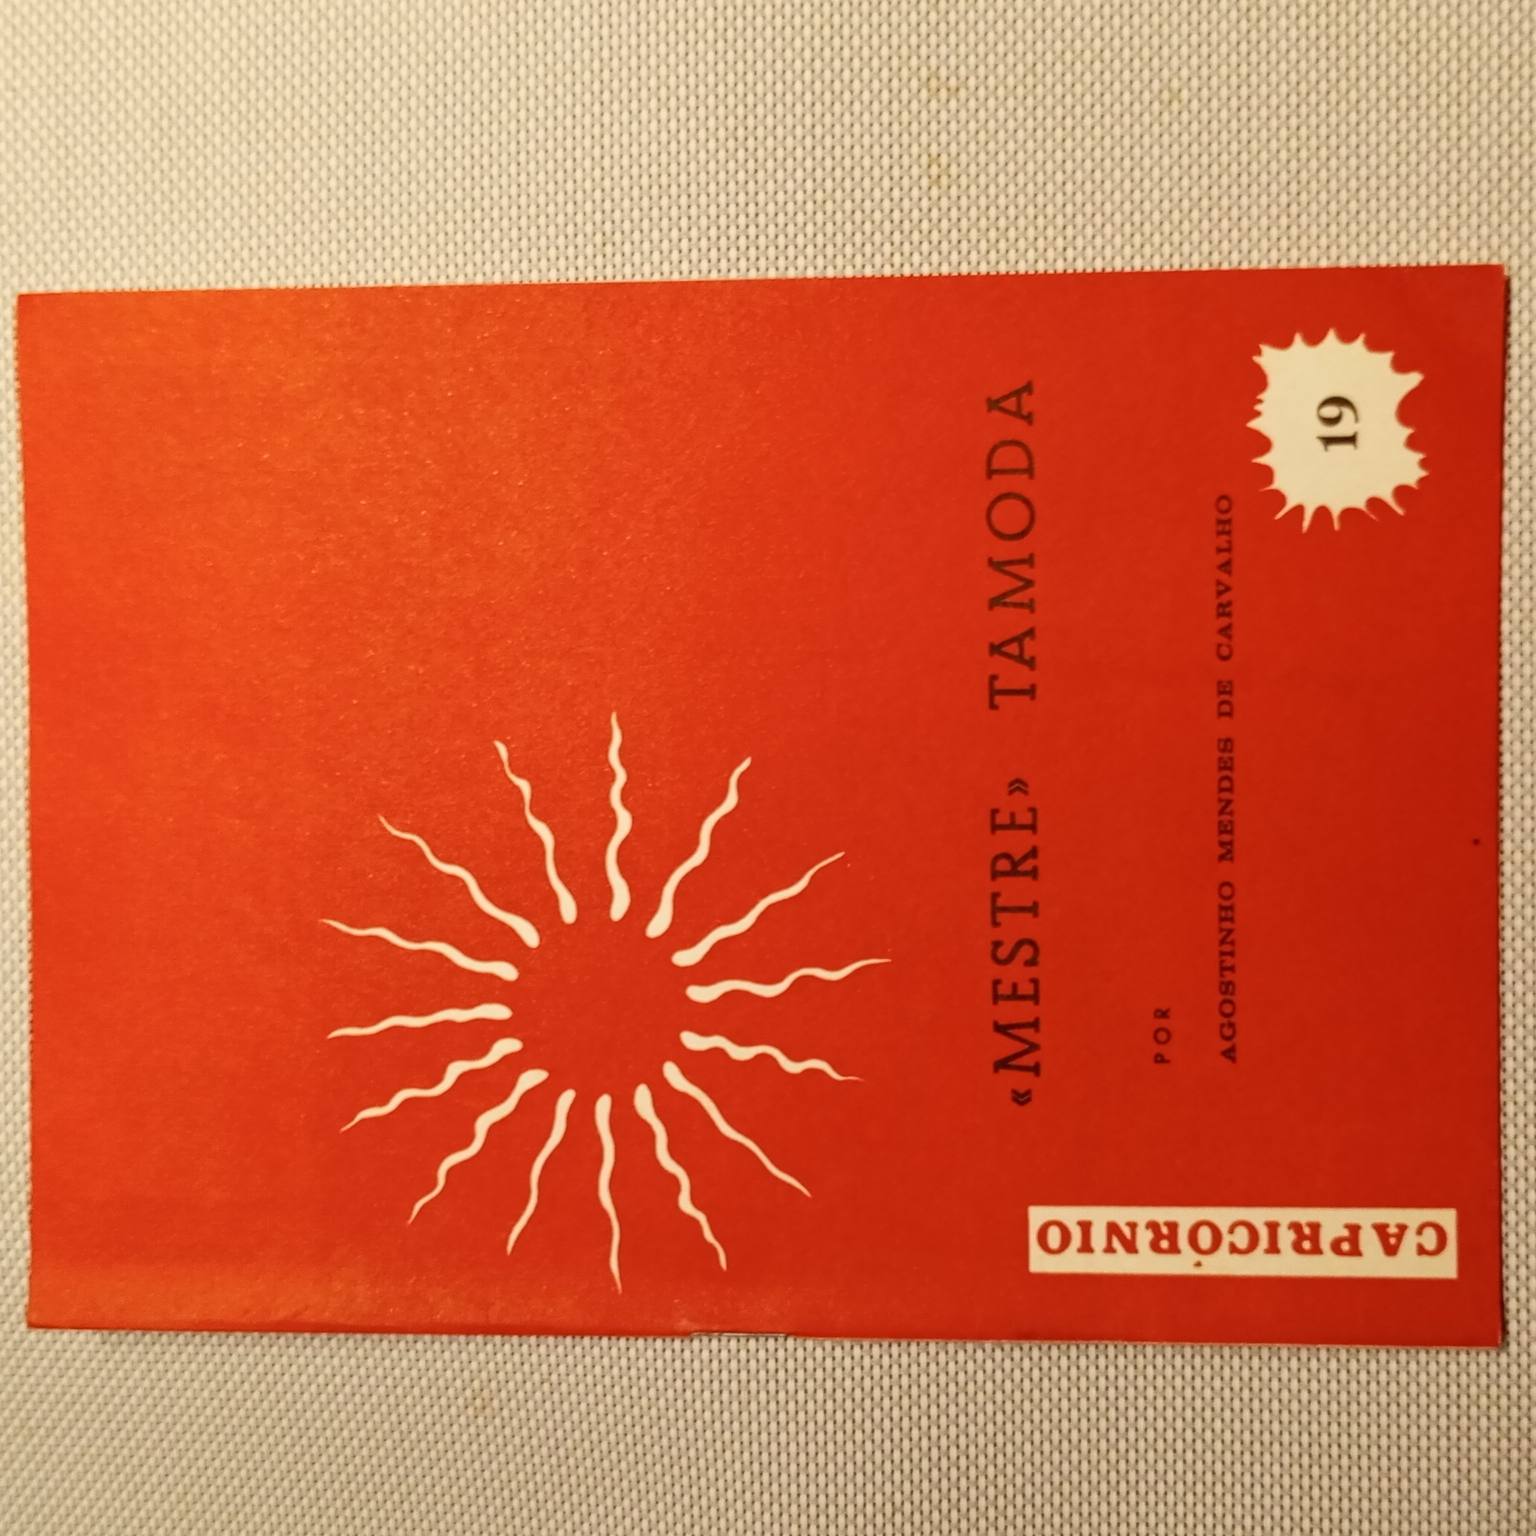 «MESTRE» TAMODA
POR
AGOSTINHO MENDES DE CARVALHO
19
CAPRICÓRNIO